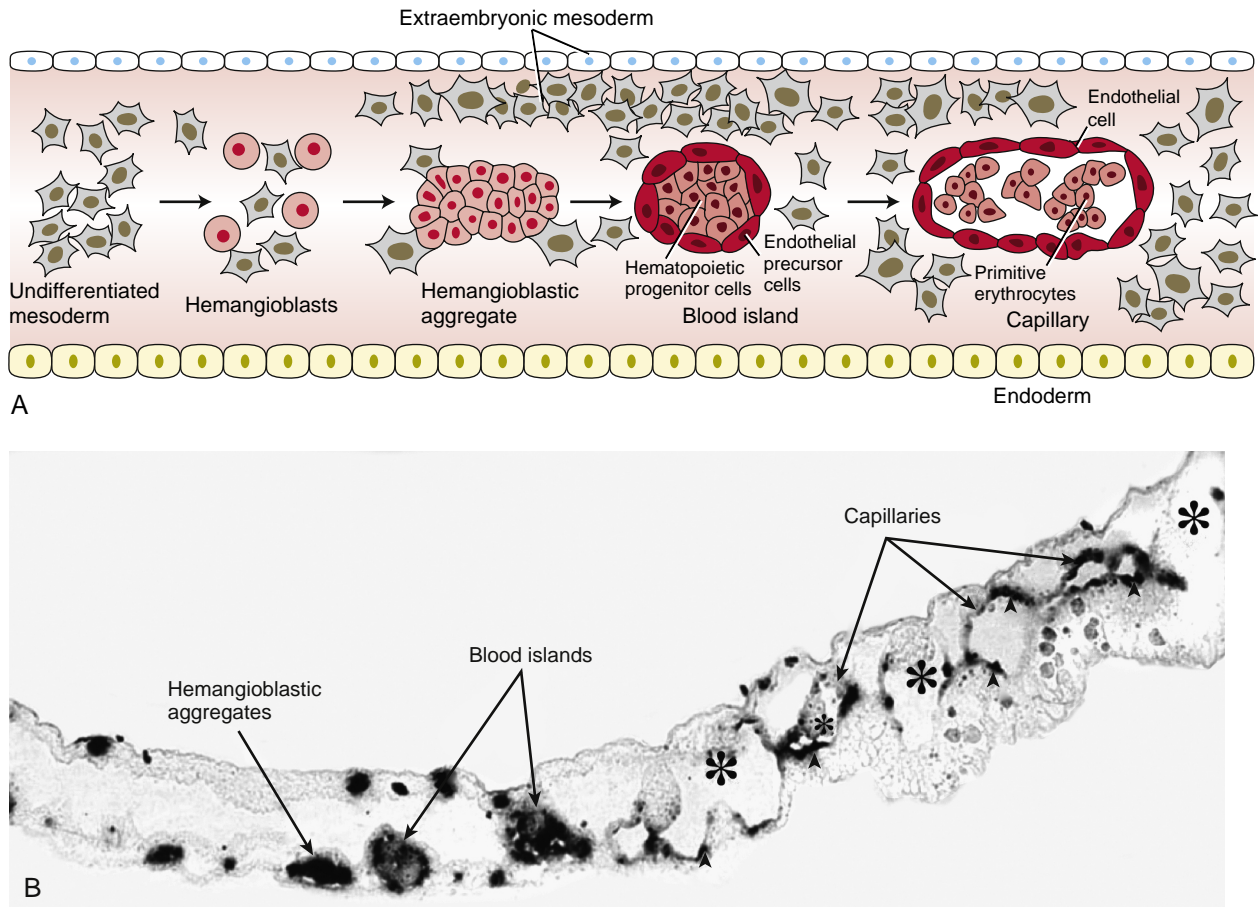 Extraembryonic mesoderm
Endothelial
cell
Undifferentiated
mesoderm
Hemangioblasts
Hemangioblastic
aggregate
Hematopoietic
progenitor cells
Endothelial
precursor
cells
Blood island
Primitive
erythrocytes
Capillary
Endoderm
A
Capillaries
Blood islands
Hemangioblastic
aggregates
B